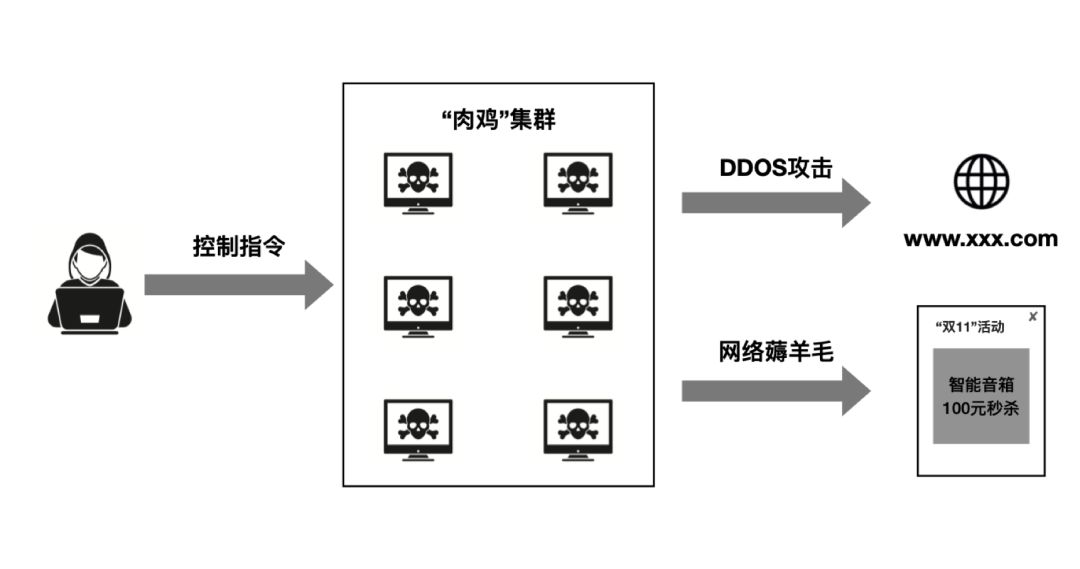 “肉鸡”集群
控制指令
DDOS攻击
www.xxx.com
网络薅羊毛
“双11”活动
智能音箱
100元秒杀